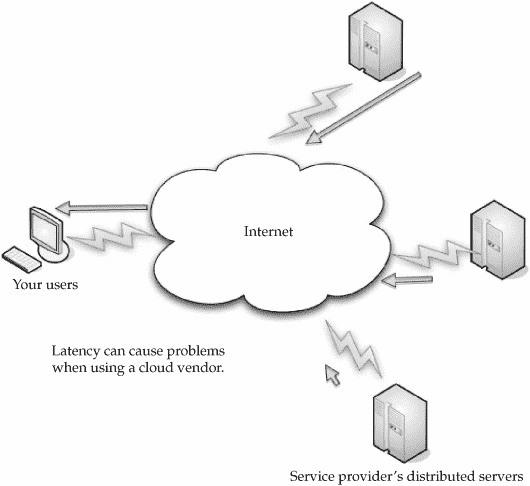 Internet
Your users
Latency can cause problems
when using a cloud vendor.
Service provider's distributed servers